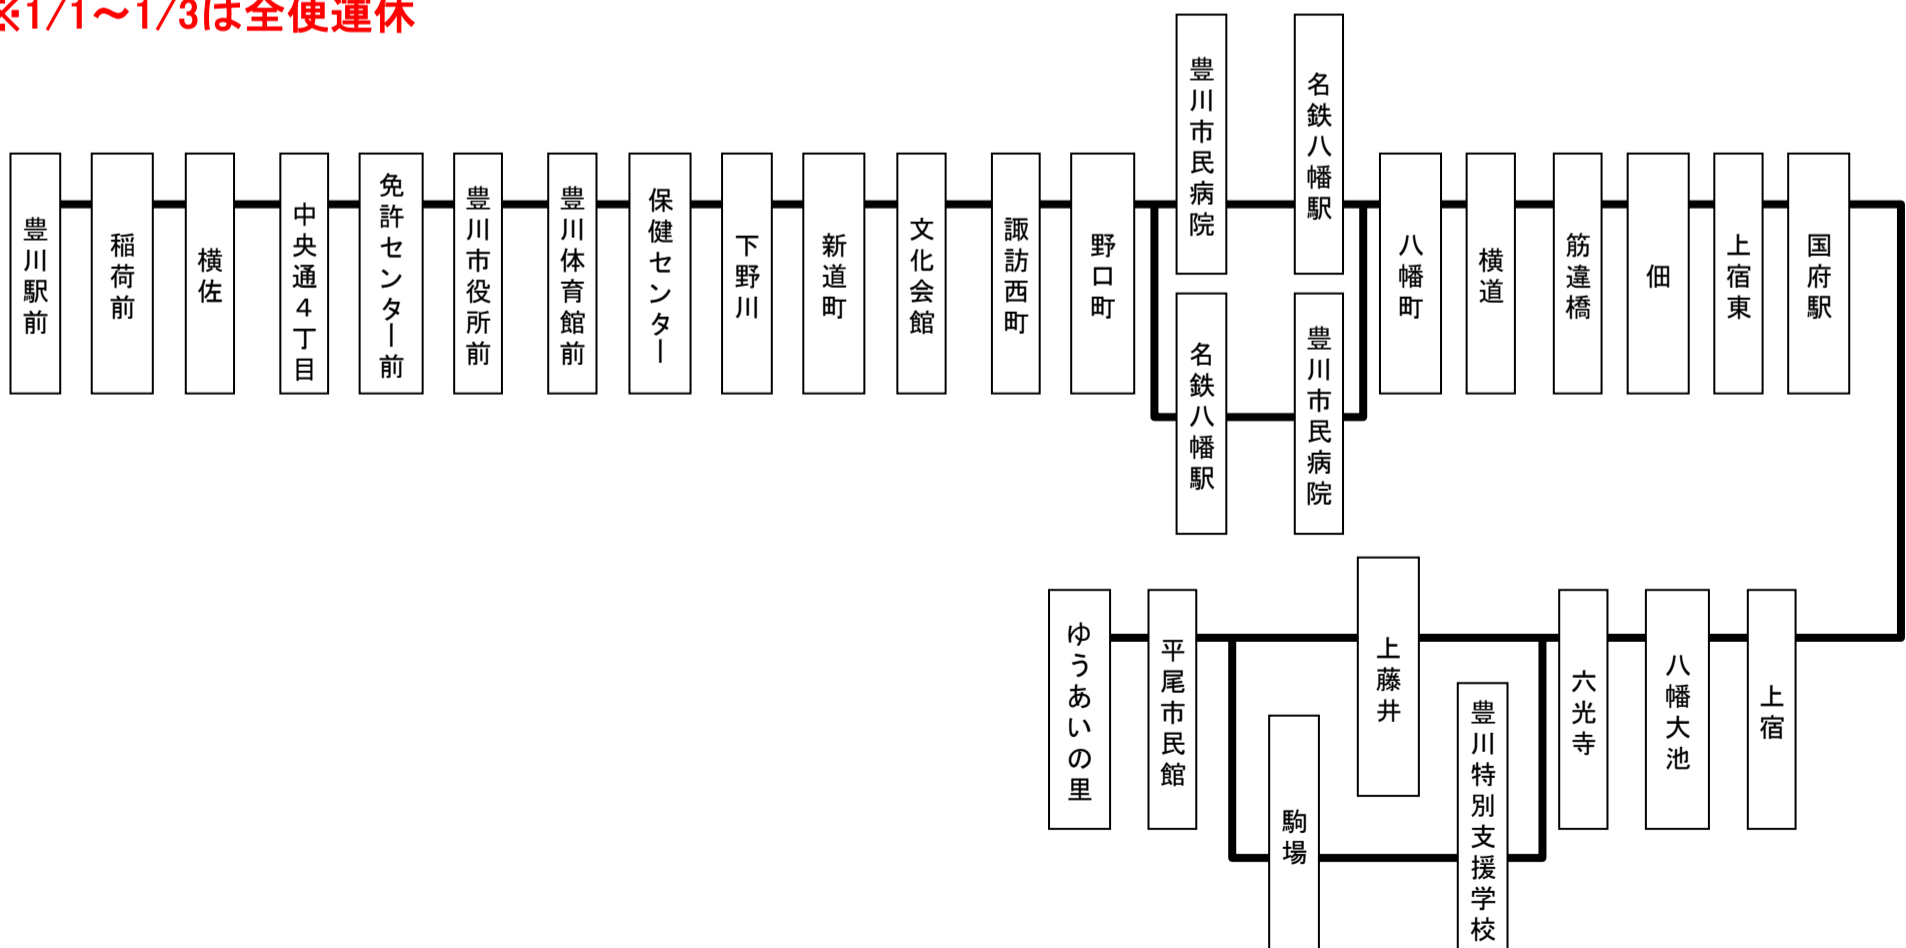 ※1/1～1/3は全便運休
豊川駅前
稲荷前
横佐
中央通４丁目
免許センター前
豊川市役所前
豊川体育館前
保健センター
下野川
新道町
文化会館
諏訪西町
野口町
豊川市民病院
名鉄八幡駅
名鉄八幡駅
豊川市民病院
八幡町
横道
筋違橋
佃
上宿東
国府駅
上宿
八幡大池
六光寺
上藤井
豊川特別支援学校
駒場
平尾市民館
ゆうあいの里